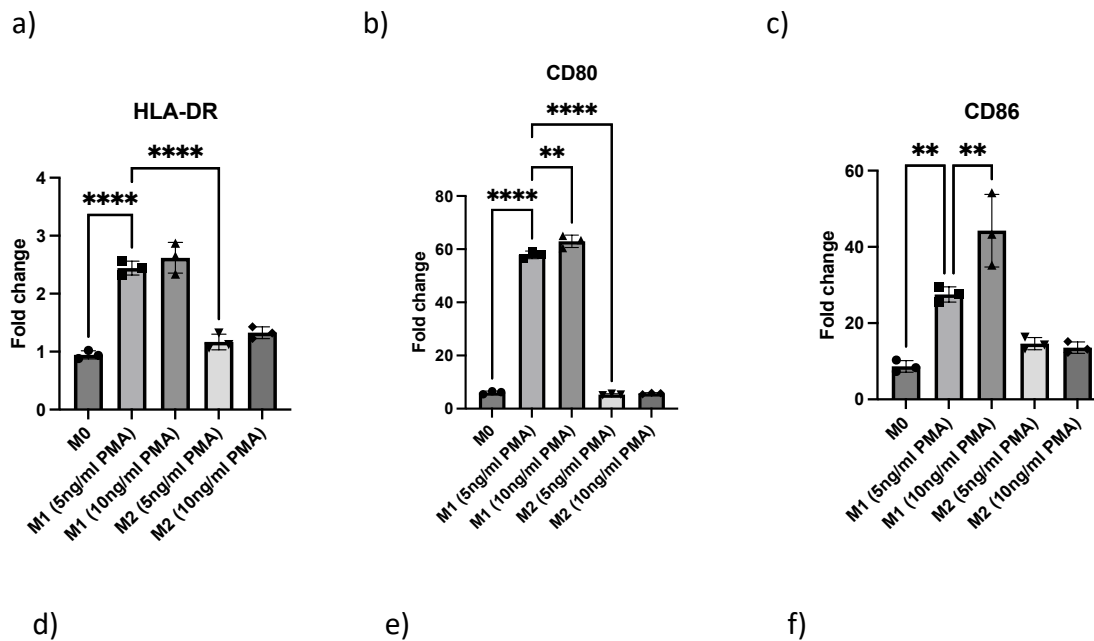 a)
b)
c)
HLA-DR
****
****
Fold change
4
3
2
1
0
M0
M1 (5ng/ml PMA)
M1 (10ng/ml PMA)
M2 (5ng/ml PMA)
M2 (10ng/ml PMA)
CD80
****
**
****
Fold change
80
60
40
20
0
M0
M1 (5ng/ml PMA)
M1 (10ng/ml PMA)
M2 (5ng/ml PMA)
M2 (10ng/ml PMA)
CD86
** **
Fold change
60
40
20
0
M0
M1 (5ng/ml PMA)
M1 (10ng/ml PMA)
M2 (5ng/ml PMA)
M2 (10ng/ml PMA)
d)
e)
f)